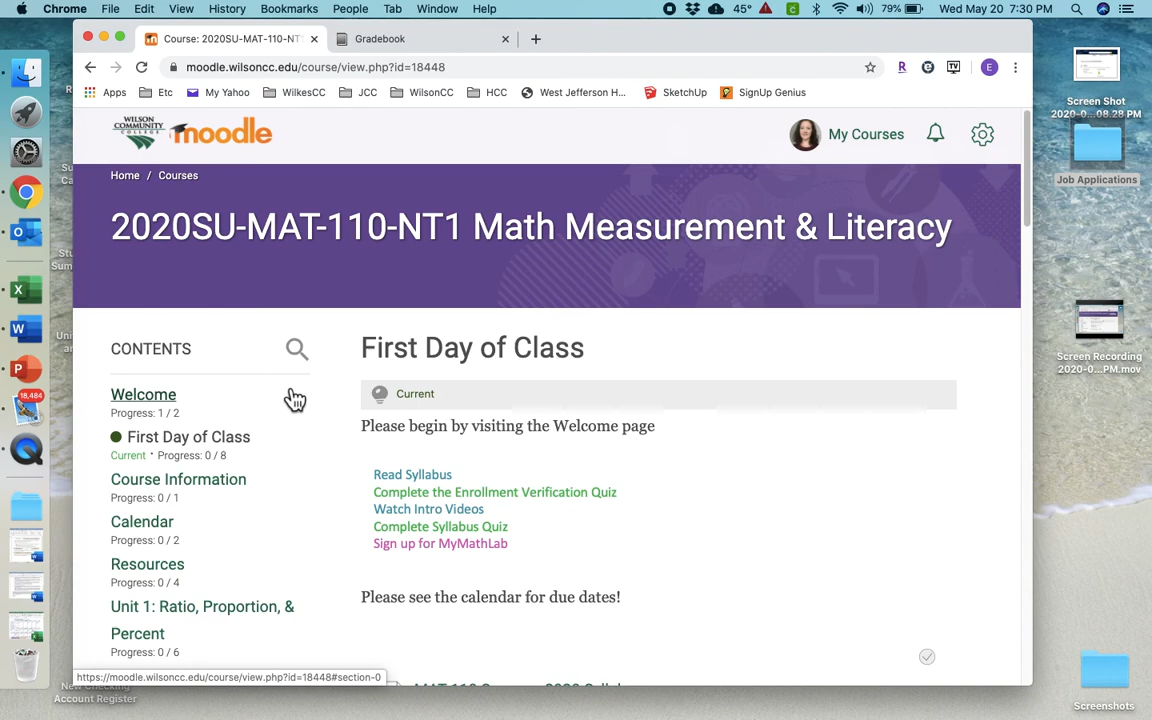 Chrome File Edit View History Bookmarks People Tab Window Help 45° 79% Wed May 20 7:30 PM
Course: 2020SU-MAT-110-NT
Gradebook
moodle.wilsoncc.edu/course/view.php?id=18448
Apps Etc My Yahoo WilkesCC JCC WilsonCC HCC West Jefferson H... SketchUp SignUp Genius
WILSON COMMUNITY COLLEGE
moodle
My Courses
Home / Courses
2020SU-MAT-110-NT1 Math Measurement & Literacy
CONTENTS
Welcome
Progress: 1 / 2
First Day of Class
Current • Progress: 0 / 8
Course Information
Progress: 0 / 1
Calendar
Progress: 0 / 2
Resources
Progress: 0 / 4
Unit 1: Ratio, Proportion, &
Percent
Progress: 0 / 6
First Day of Class
Current
Please begin by visiting the Welcome page
Read Syllabus
Complete the Enrollment Verification Quiz
Watch Intro Videos
Complete Syllabus Quiz
Sign up for MyMathLab
Please see the calendar for due dates!
https://moodle.wilsoncc.edu/course/view.php?id=18448#section-0
Screen Shot
2020-0...08.28 PM
Job Applications
Screen Recording
2020-0...PM.mov
Screenshots
18,484
New Checking
Account Register